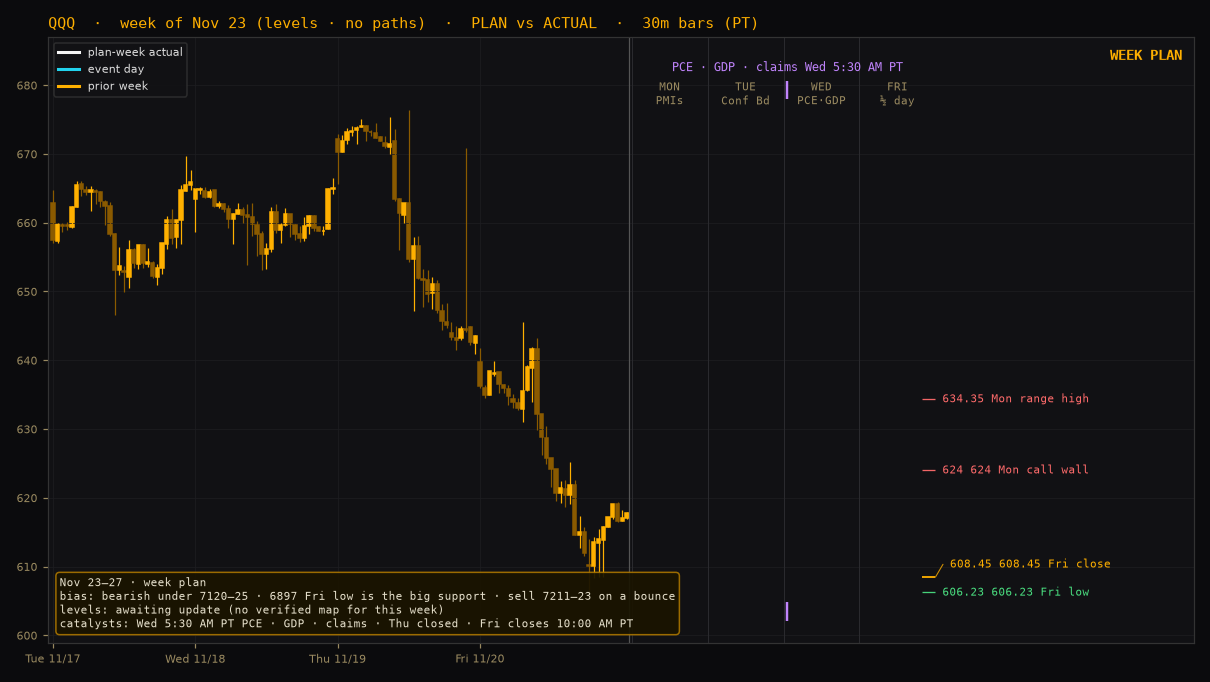 QQQ · week of Nov 23 (levels · no paths) · PLAN vs ACTUAL · 30m bars (PT)
plan-week actual
event day
prior week
WEEK PLAN
PCE · GDP · claims Wed 5:30 AM PT
MON TUE WED FRI
PMIs Conf Bd PCE·GDP ½ day
680
670
660
650
640
630
620
610
600
634.35 Mon range high
624 624 Mon call wall
608.45 608.45 Fri close
606.23 606.23 Fri low
Nov 23–27 · week plan
bias: bearish under 7120–25 · 6897 Fri low is the big support · sell 7211–23 on a bounce
levels: awaiting update (no verified map for this week)
catalysts: Wed 5:30 AM PT PCE · GDP · claims · Thu closed · Fri closes 10:00 AM PT
Tue 11/17 Wed 11/18 Thu 11/19 Fri 11/20